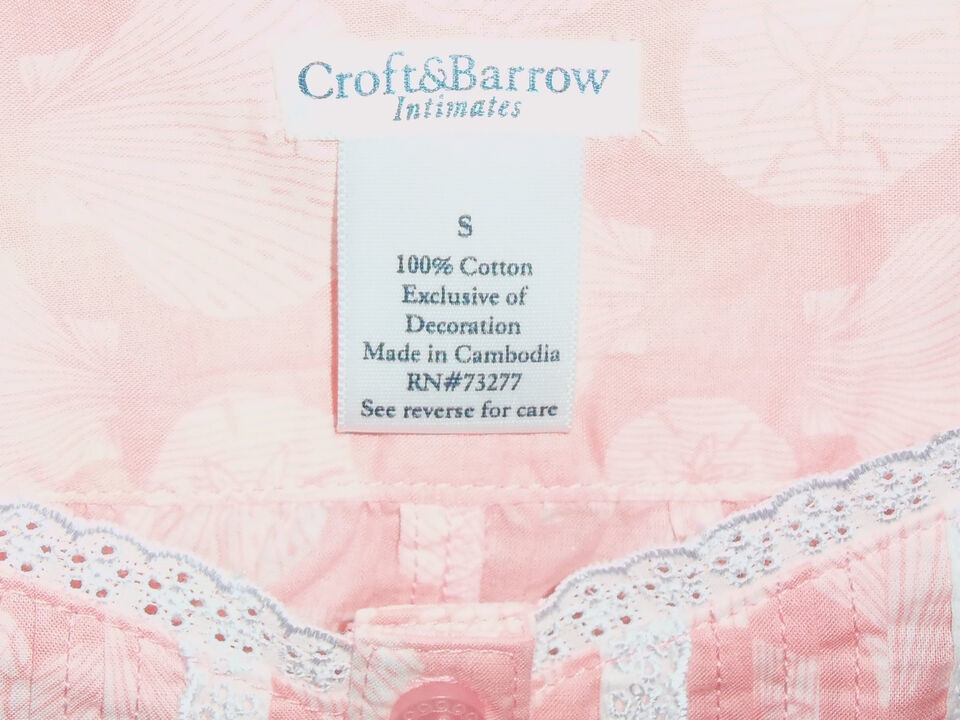 Croft&Barrow
Intimates
S
100% Cotton
Exclusive of
Decoration
Made in Cambodia
RN#73277
See reverse for care